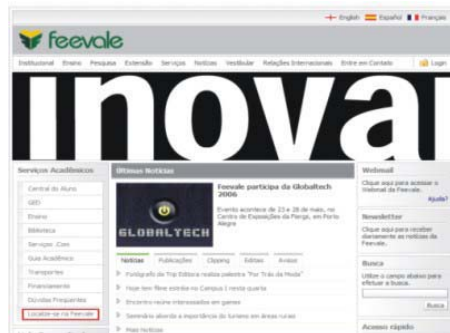 English Español Français
feevale
Institucional Ensino Pesquisa Extensão Serviços Notícias Vestibular Relações Internacionais Entre em Contato Login
inova
Serviços Acadêmicos
Central do Aluno
GED
Ensino
Biblioteca
Serviços .Com
Guia Acadêmico
Transportes
Financiamento
Dúvidas Frequentes
Localize-se na Feevale
Últimas Notícias
GLOBALTECH
Feevale participa da Globaltech
2006
Evento acontece de 23 a 28 de maio, no
Centro de Exposições da Fiergs, em Porto
Alegre
Notícias Publicações Clipping Editais Avisos
Fotógrafo da Trip Editora realiza palestra "Por Trás da Moda"
Hoje tem filme estréia no Campus I nesta quarta
Encontro reúne interessados em games
Seminário aborda a importância do turismo em áreas rurais
Mais Notícias
Webmail
Clique aqui para acessar o
Webmail da Feevale.
Ajuda?
Newsletter
Clique aqui para receber
diariamente as notícias da
Feevale.
Busca
Utilize o campo abaixo para
efetuar a busca.
Busca
Acesso rápido